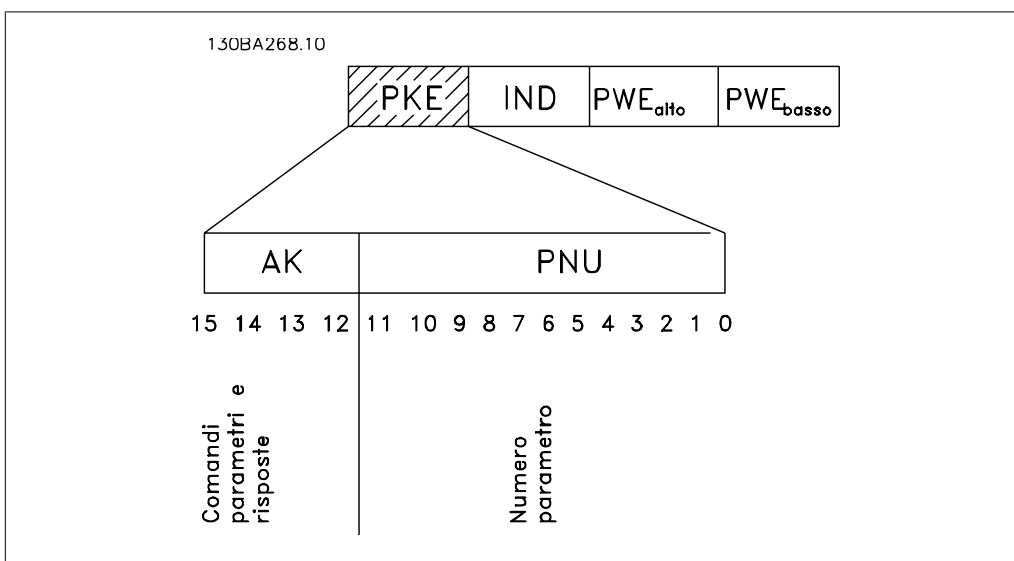 130BA268.10
PKE IND PWEalto PWEbasso
AK PNU
15 14 13 12 11 10 9 8 7 6 5 4 3 2 1 0
Comandi
parametri e
risposte
Numero
parametro